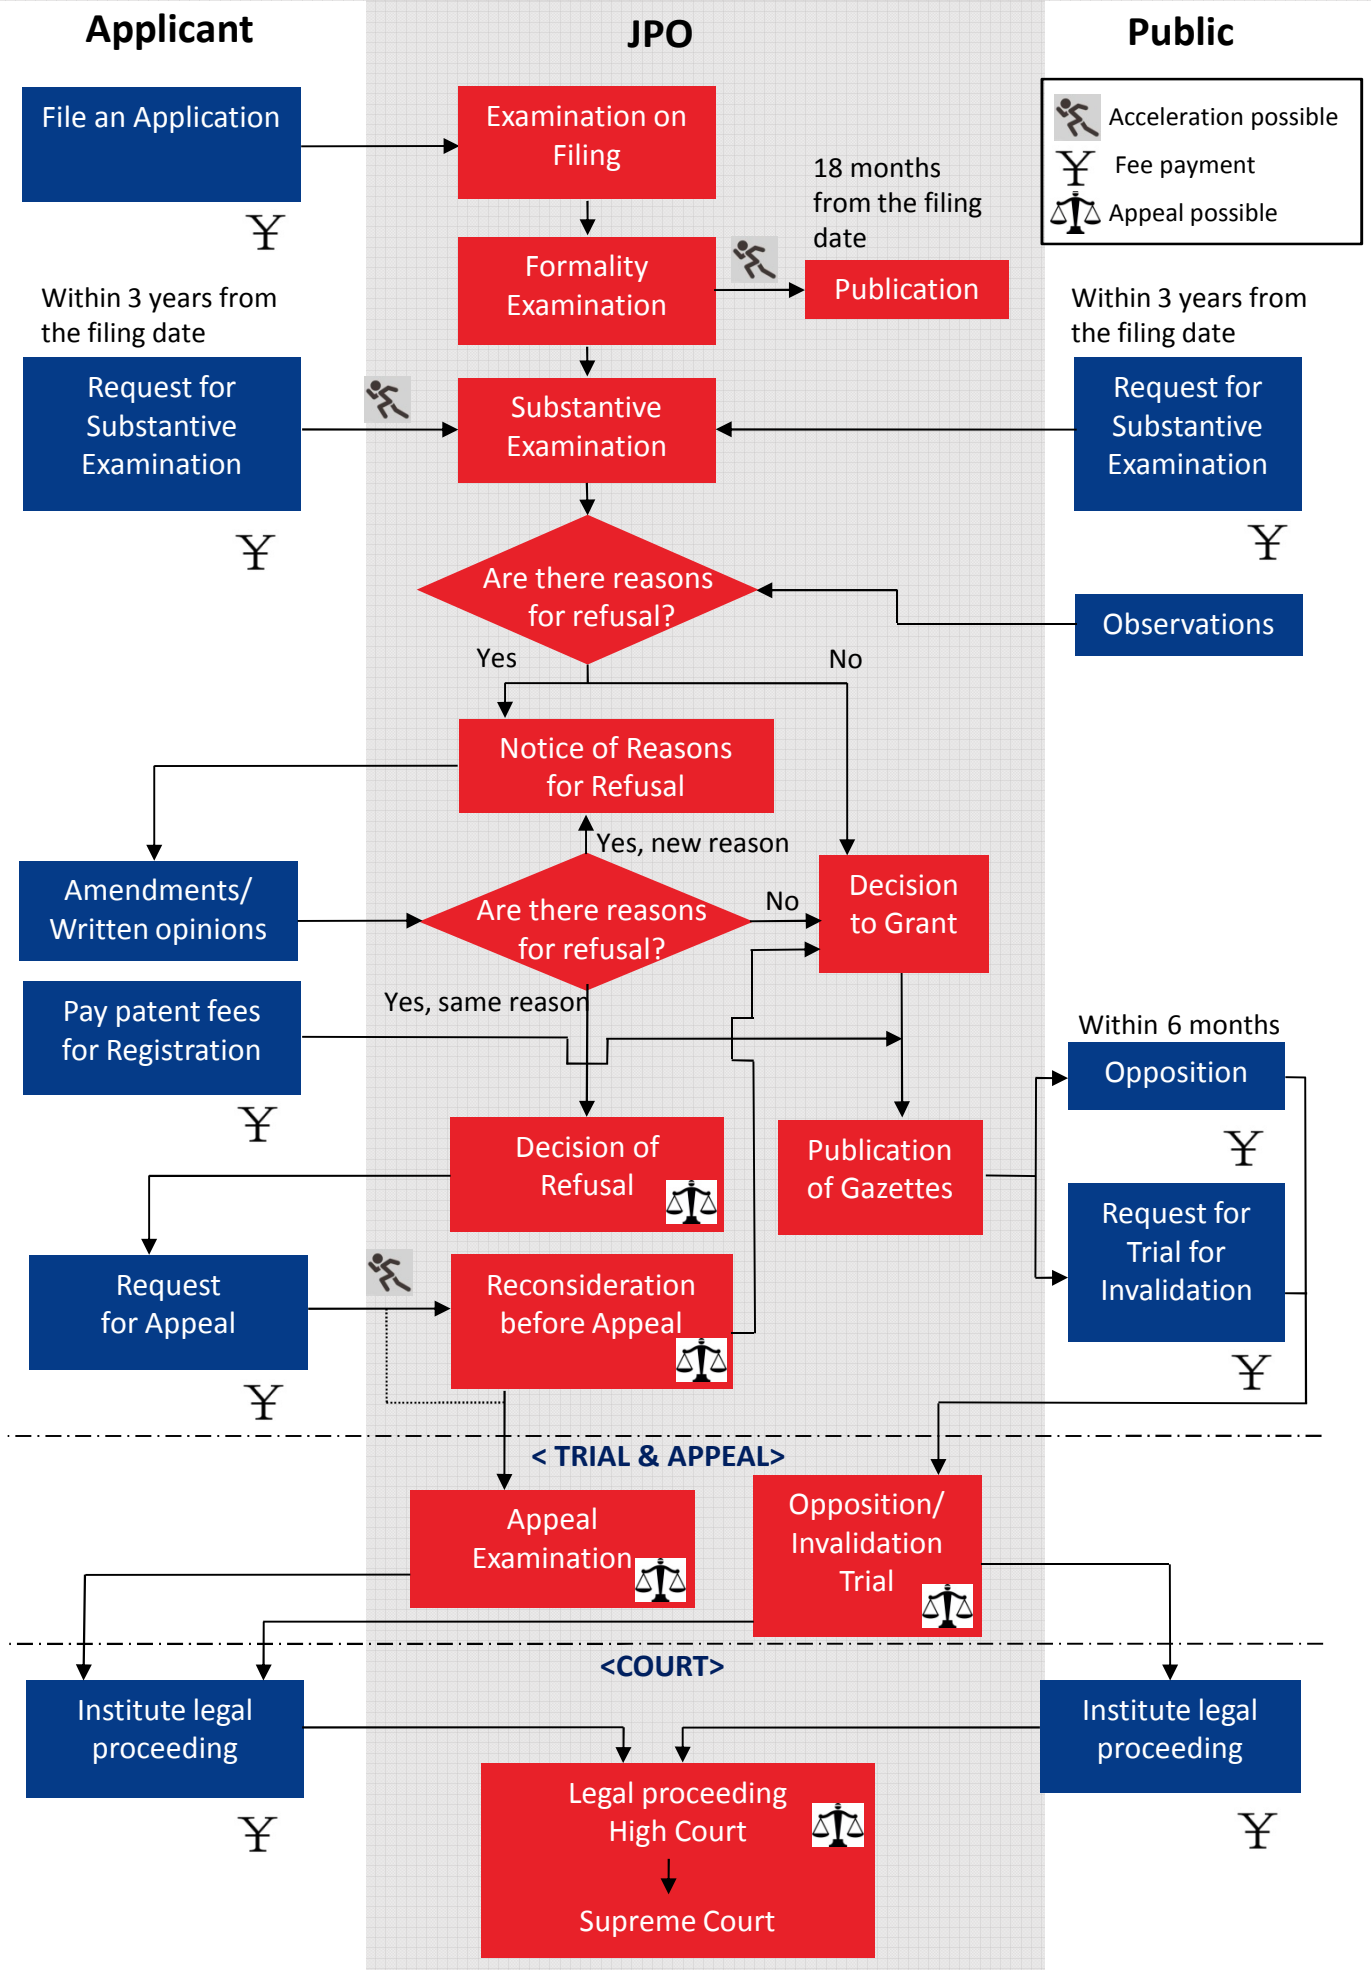 Applicant
JPO
Public
File an Application
Examination on
Filing
Acceleration possible
Fee payment
Appeal possible
18 months
from the filing
date
Formality
Examination
Publication
Within 3 years from
the filing date
Within 3 years from
the filing date
Request for
Substantive
Examination
Substantive
Examination
Request for
Substantive
Examination
Are there reasons
for refusal?
Observations
Yes
No
Notice of Reasons
for Refusal
Yes, new reason
Amendments/
Written opinions
Are there reasons
for refusal?
No
Decision
to Grant
Yes, same reason
Pay patent fees
for Registration
Within 6 months
Opposition
Decision of
Refusal
Publication
of Gazettes
Request for
Trial for
Invalidation
Request
for Appeal
Reconsideration
before Appeal
< TRIAL & APPEAL>
Appeal
Examination
Opposition/
Invalidation
Trial
<COURT>
Institute legal
proceeding
Institute legal
proceeding
Legal proceeding
High Court
Supreme Court